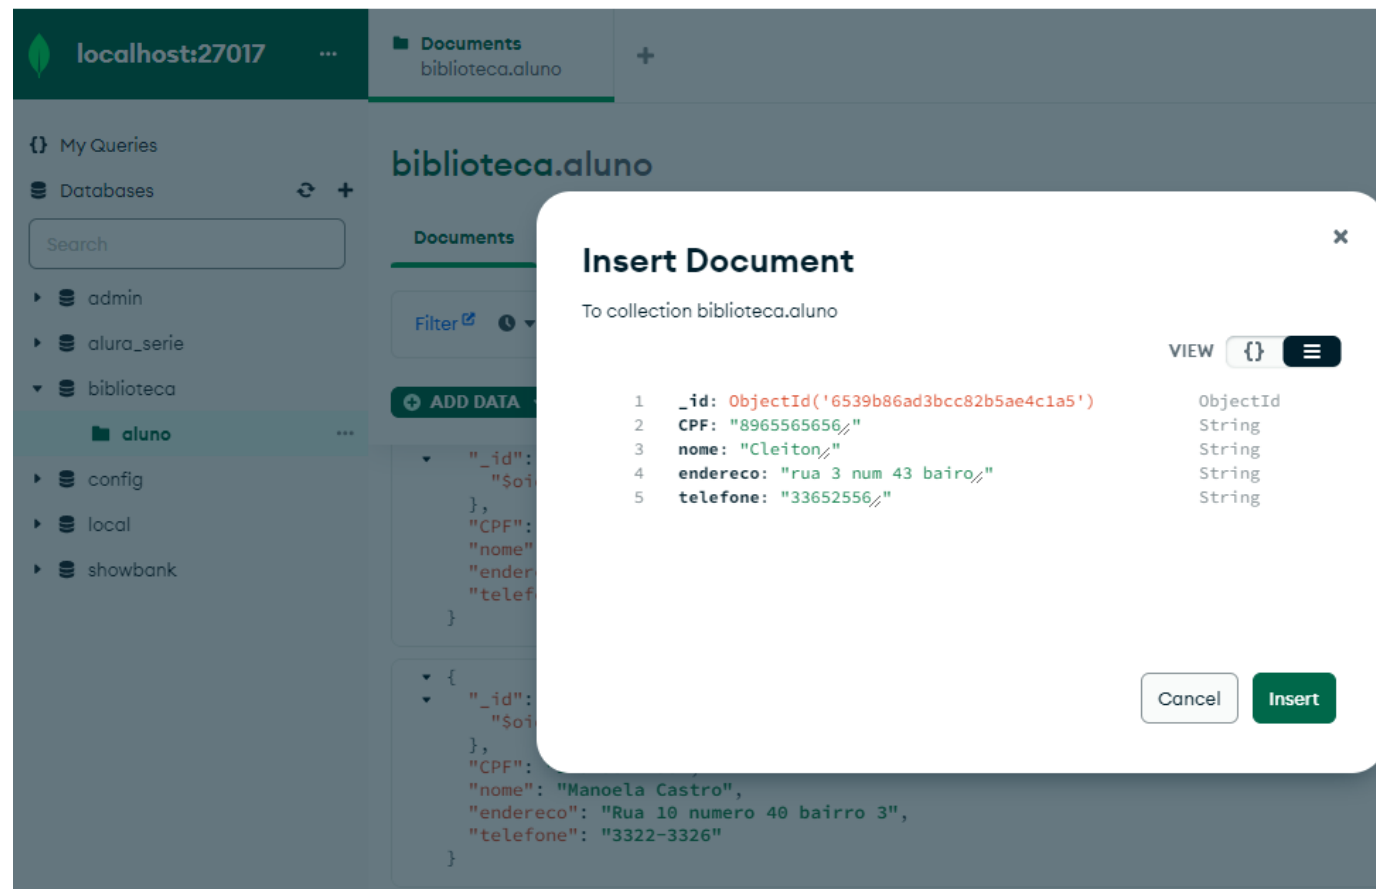 localhost:27017 ...
Documents
biblioteca.aluno
+
{} My Queries
Databases
Search
admin
alura_serie
biblioteca
aluno ...
config
local
showbank
biblioteca.aluno
Documents
Filter
ADD DATA
"_id":
"$oi
},
"CPF":
"nome"
"ender
"telef
}
{
"_id":
"$oi
},
"CPF":
"nome": "Manoela Castro",
"endereco": "Rua 10 numero 40 bairro 3",
"telefone": "3322-3326"
}
Insert Document
To collection biblioteca.aluno
VIEW {}
1 _id: ObjectId('6539b86ad3bcc82b5ae4c1a5') ObjectId
2 CPF: "8965565656" String
3 nome: "Cleiton" String
4 endereco: "rua 3 num 43 bairo" String
5 telefone: "33652556" String
Cancel Insert